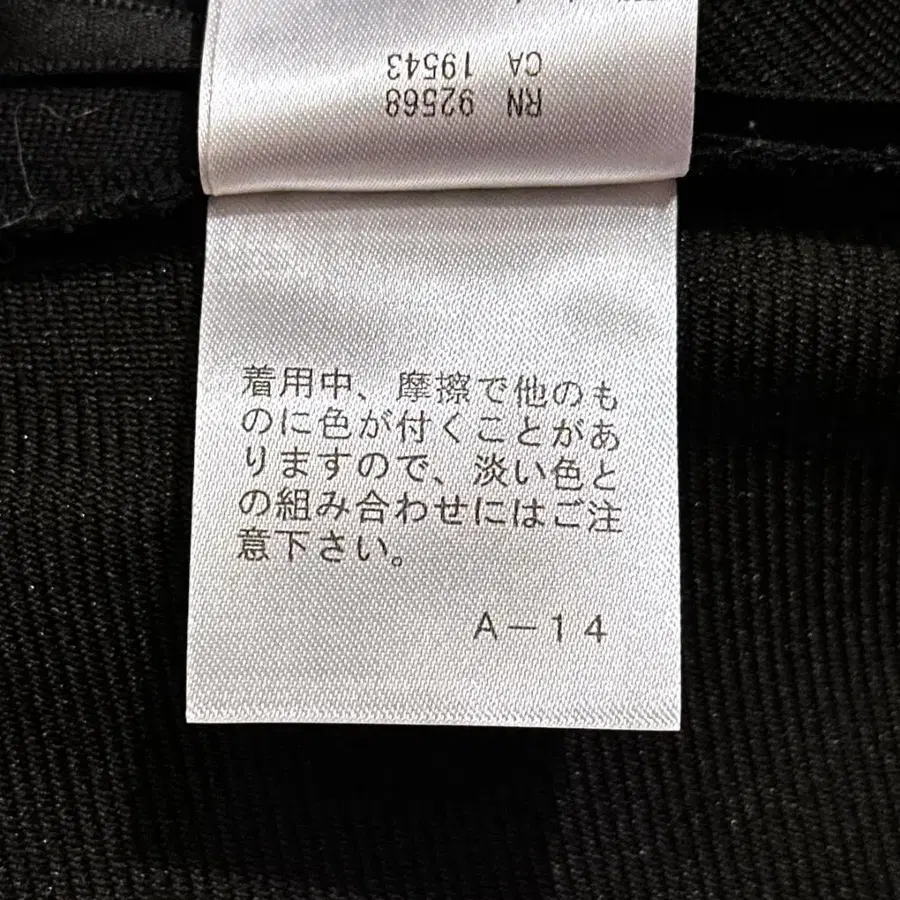 RN 92568
CA 19543
着用中、摩擦で他のも
のに色が付くことがあ
りますので、淡い色と
の組み合わせにはご注
意下さい。
A－14